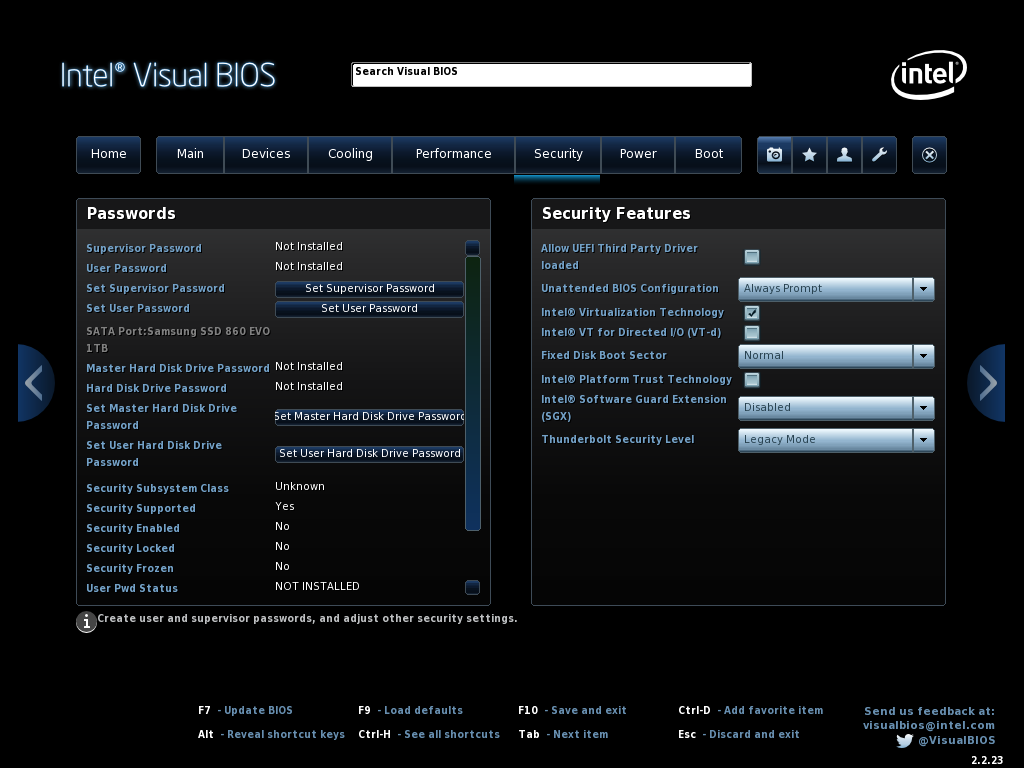 Intel® Visual BIOS
Search Visual BIOS
intel®
Home Main Devices Cooling Performance Security Power Boot
Passwords
Supervisor Password Not Installed
User Password Not Installed
Set Supervisor Password Set Supervisor Password
Set User Password Set User Password
SATA Port:Samsung SSD 860 EVO
1TB
Master Hard Disk Drive Password Not Installed
Hard Disk Drive Password Not Installed
Set Master Hard Disk Drive
Password
Set Master Hard Disk Drive Password
Set User Hard Disk Drive
Password
Set User Hard Disk Drive Password
Security Subsystem Class Unknown
Security Supported Yes
Security Enabled No
Security Locked No
Security Frozen No
User Pwd Status NOT INSTALLED
Security Features
Allow UEFI Third Party Driver
loaded
Unattended BIOS Configuration Always Prompt
Intel® Virtualization Technology
Intel® VT for Directed I/O (VT-d)
Fixed Disk Boot Sector Normal
Intel® Platform Trust Technology
Intel® Software Guard Extension
(SGX)
Disabled
Thunderbolt Security Level Legacy Mode
Create user and supervisor passwords, and adjust other security settings.
F7 - Update BIOS F9 - Load defaults F10 - Save and exit Ctrl-D - Add favorite item
Alt - Reveal shortcut keys Ctrl-H - See all shortcuts Tab - Next item Esc - Discard and exit
Send us feedback at:
visualbios@intel.com
@VisualBIOS
2.2.23